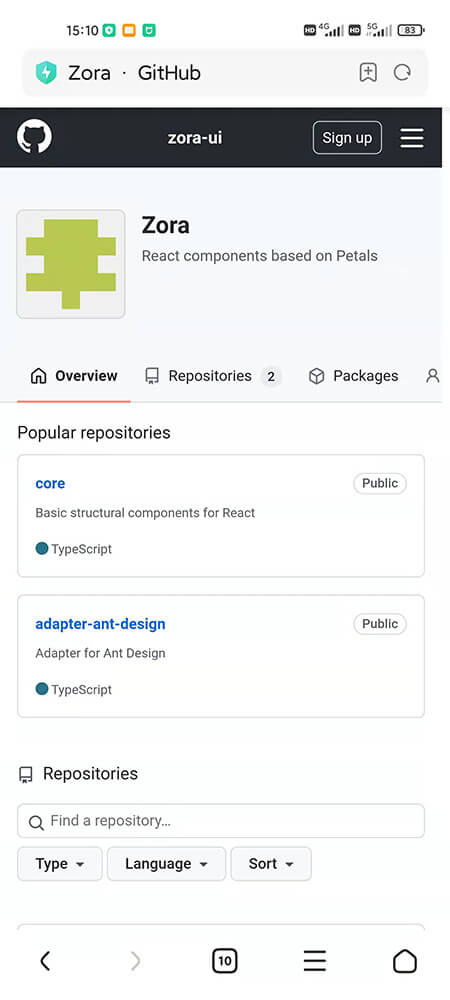 15:10 HD 4G HD 5G 83
Zora · GitHub
zora-ui Sign up
Zora
React components based on Petals
Overview Repositories 2 Packages
Popular repositories
core Public
Basic structural components for React
TypeScript
adapter-ant-design Public
Adapter for Ant Design
TypeScript
Repositories
Find a repository...
Type Language Sort
10